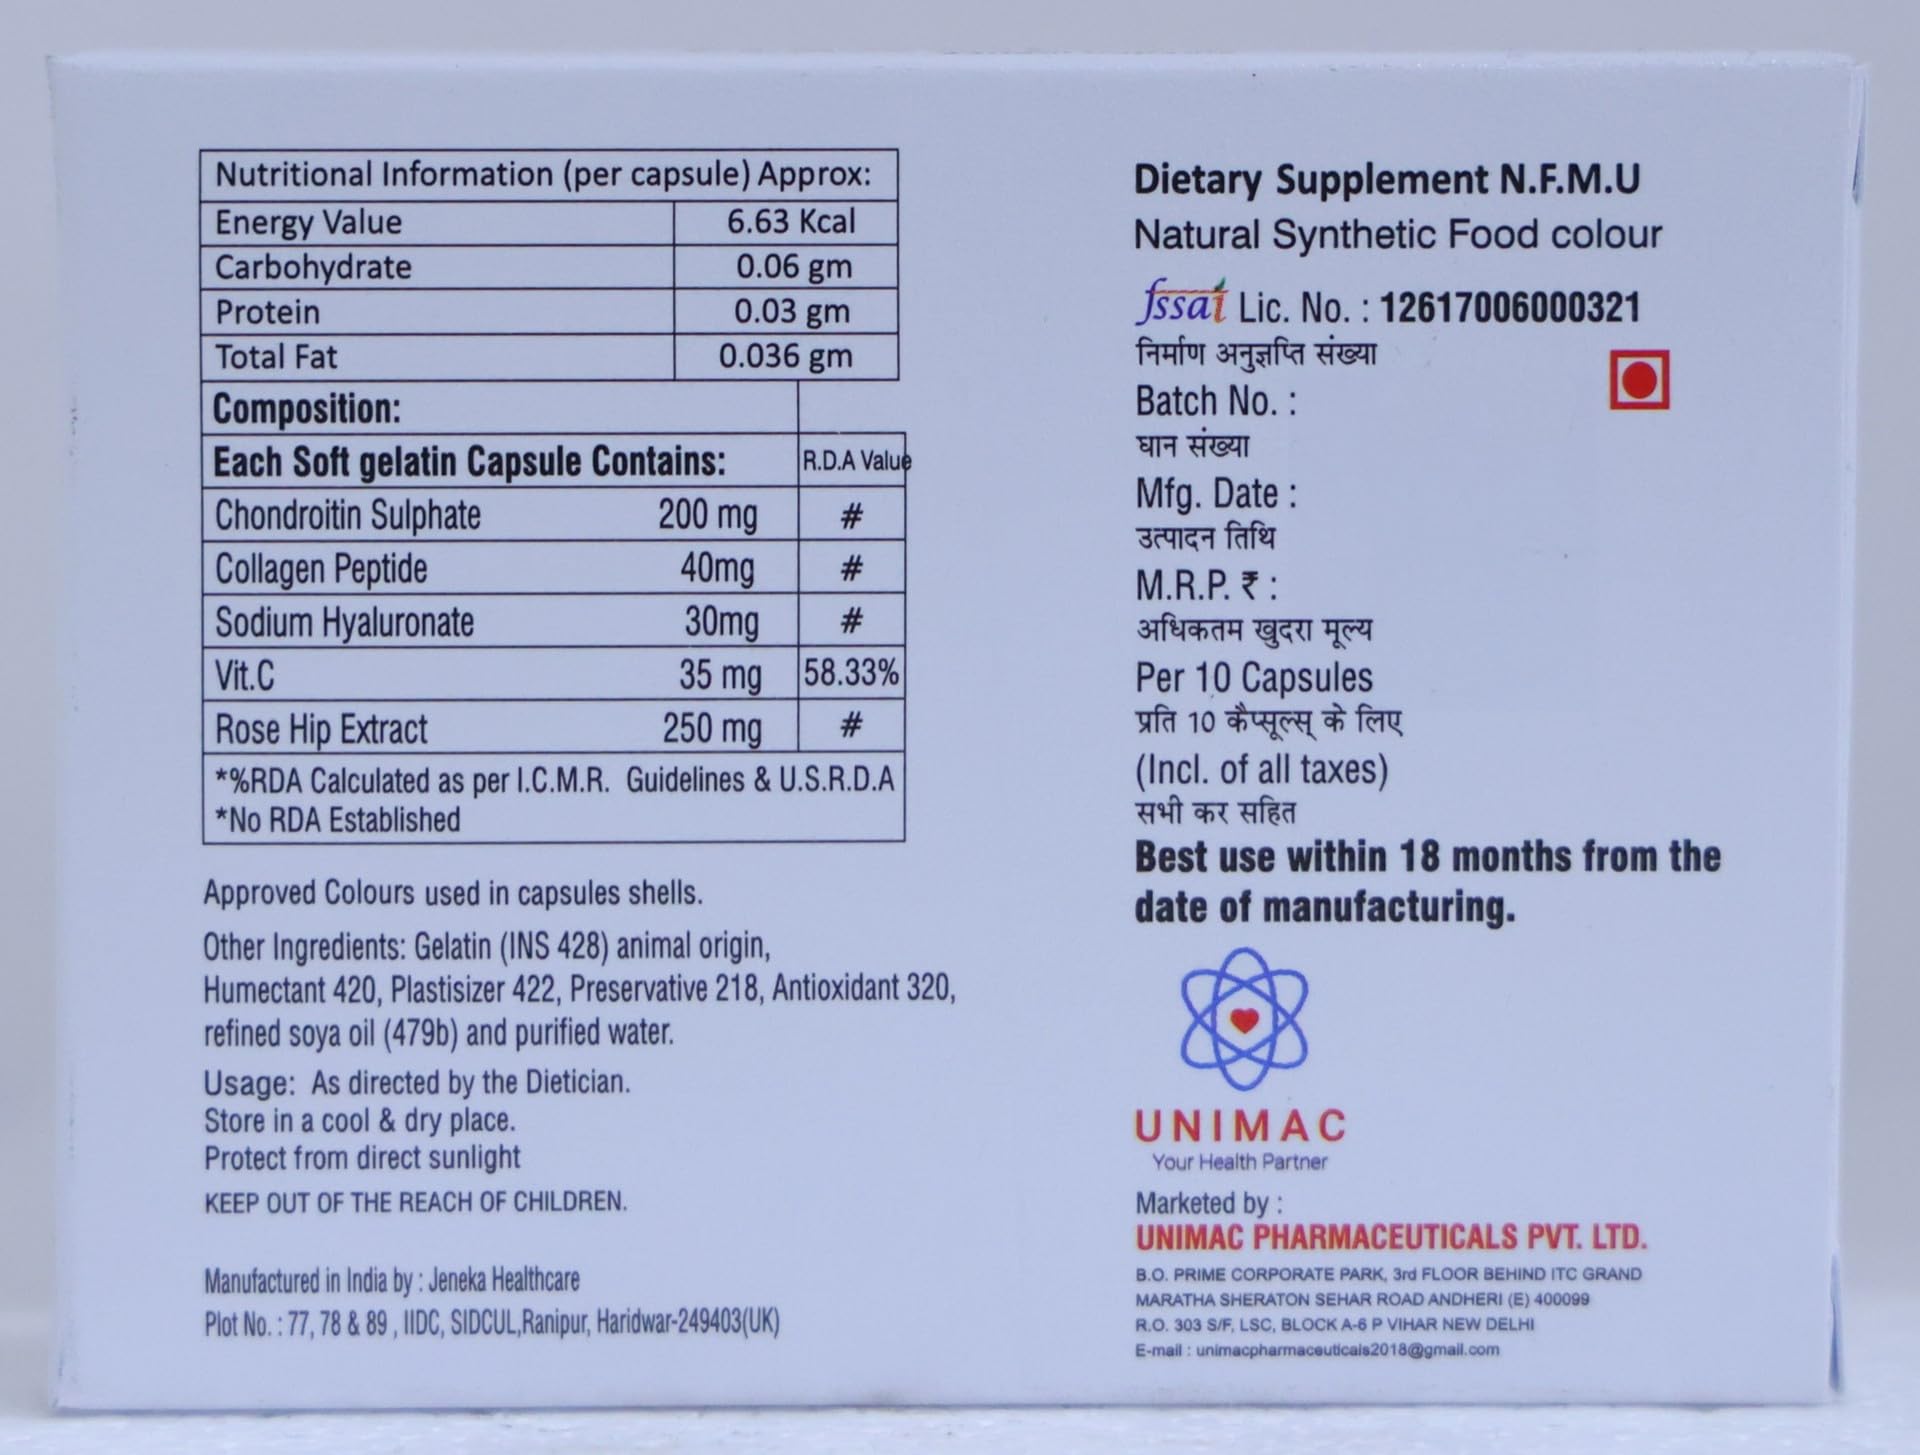 Nutritional Information (per capsule) Approx:
Energy Value 6.63 Kcal
Carbohydrate 0.06 gm
Protein 0.03 gm
Total Fat 0.036 gm
Composition:
Each Soft gelatin Capsule Contains: R.D.A Value
Chondroitin Sulphate 200 mg #
Collagen Peptide 40mg #
Sodium Hyaluronate 30mg #
Vit.C 35 mg 58.33%
Rose Hip Extract 250 mg #
*%RDA Calculated as per I.C.M.R. Guidelines & U.S.R.D.A
*No RDA Established
Approved Colours used in capsules shells.
Other Ingredients: Gelatin (INS 428) animal origin,
Humectant 420, Plastisizer 422, Preservative 218, Antioxidant 320,
refined soya oil (479b) and purified water.
Usage: As directed by the Dietician.
Store in a cool & dry place.
Protect from direct sunlight
KEEP OUT OF THE REACH OF CHILDREN.
Manufactured in India by : Jeneka Healthcare
Plot No. : 77, 78 & 89 , IIDC, SIDCUL,Ranipur, Haridwar-249403(UK)
Dietary Supplement N.F.M.U
Natural Synthetic Food colour
fssai Lic. No. : 12617006000321
निर्माण अनुज्ञप्ति संख्या
Batch No. :
घान संख्या
Mfg. Date :
उत्पादन तिथि
M.R.P. ₹ :
अधिकतम खुदरा मूल्य
Per 10 Capsules
प्रति 10 कैप्सूल्स् के लिए
(Incl. of all taxes)
सभी कर सहित
Best use within 18 months from the
date of manufacturing.
UNIMAC
Your Health Partner
Marketed by :
UNIMAC PHARMACEUTICALS PVT. LTD.
B.O. PRIME CORPORATE PARK, 3rd FLOOR BEHIND ITC GRAND
MARATHA SHERATON SEHAR ROAD ANDHERI (E) 400099
R.O. 303 S/F, LSC, BLOCK A-6 P VIHAR NEW DELHI
E-mail : unimacpharmaceuticals2018@gmail.com